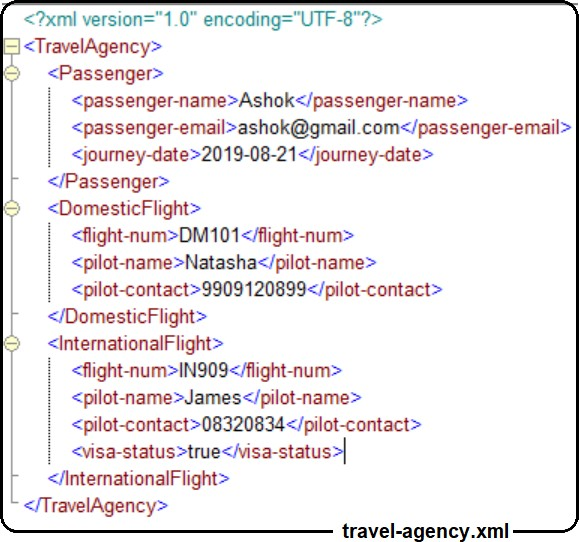 <?xml version="1.0" encoding="UTF-8"?>
<TravelAgency>
<Passenger>
<passenger-name>Ashok</passenger-name>
<passenger-email>ashok@gmail.com</passenger-email>
<journey-date>2019-08-21</journey-date>
</Passenger>
<DomesticFlight>
<flight-num>DM101</flight-num>
<pilot-name>Natasha</pilot-name>
<pilot-contact>9909120899</pilot-contact>
</DomesticFlight>
<InternationalFlight>
<flight-num>IN909</flight-num>
<pilot-name>James</pilot-name>
<pilot-contact>08320834</pilot-contact>
<visa-status>true</visa-status>
</InternationalFlight>
</TravelAgency>
travel-agency.xml